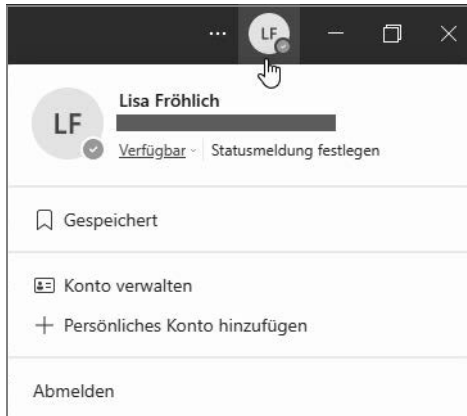 ... LF
Lisa Fröhlich
LF
Verfügbar Statusmeldung festlegen
Gespeichert
Konto verwalten
Persönliches Konto hinzufügen
Abmelden